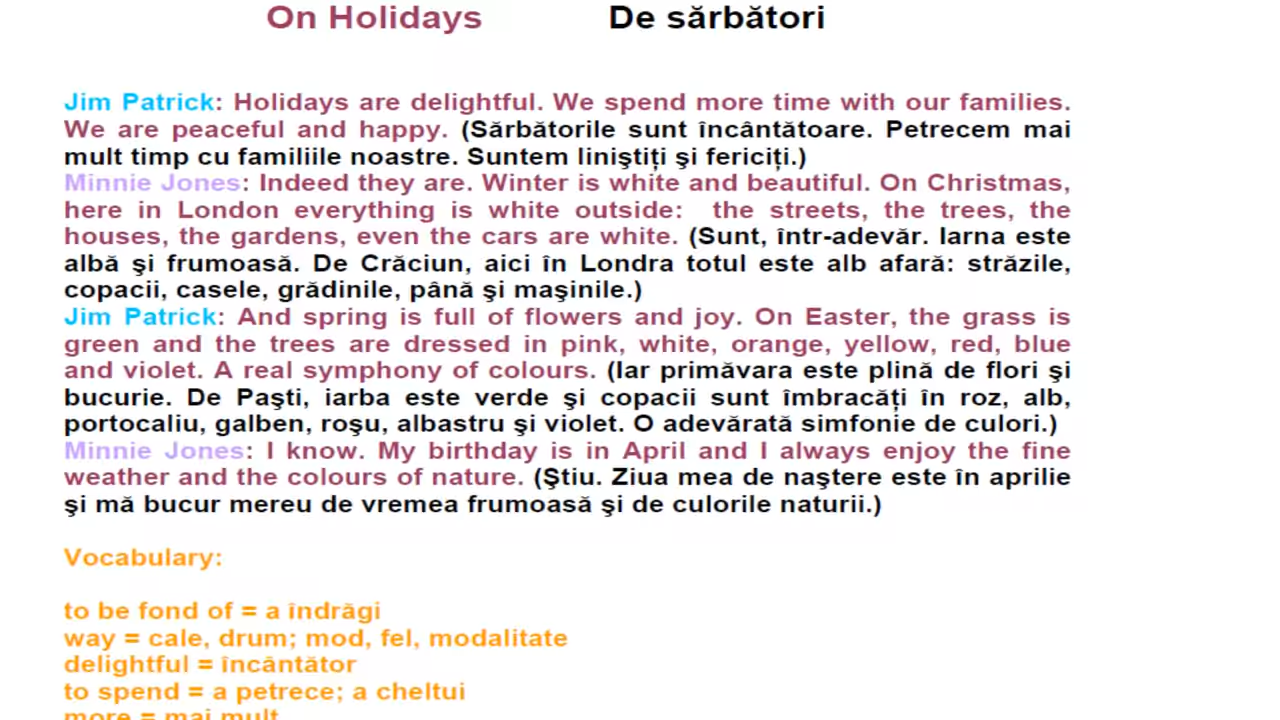 On Holidays De sărbători
Jim Patrick: Holidays are delightful. We spend more time with our families.
We are peaceful and happy. (Sărbătorile sunt încântătoare. Petrecem mai
mult timp cu familiile noastre. Suntem liniştiţi şi fericiţi.)
Minnie Jones: Indeed they are. Winter is white and beautiful. On Christmas,
here in London everything is white outside: the streets, the trees, the
houses, the gardens, even the cars are white. (Sunt, într-adevăr. Iarna este
albă şi frumoasă. De Crăciun, aici în Londra totul este alb afară: străzile,
copacii, casele, grădinile, până şi maşinile.)
Jim Patrick: And spring is full of flowers and joy. On Easter, the grass is
green and the trees are dressed in pink, white, orange, yellow, red, blue
and violet. A real symphony of colours. (Iar primăvara este plină de flori şi
bucurie. De Paşti, iarba este verde şi copacii sunt îmbracăţi în roz, alb,
portocaliu, galben, roşu, albastru şi violet. O adevărată simfonie de culori.)
Minnie Jones: I know. My birthday is in April and I always enjoy the fine
weather and the colours of nature. (Ştiu. Ziua mea de naştere este în aprilie
şi mă bucur mereu de vremea frumoasă şi de culorile naturii.)
Vocabulary:
to be fond of = a îndrăgi
way = cale, drum; mod, fel, modalitate
delightful = încântător
to spend = a petrece; a cheltui
more = mai mult